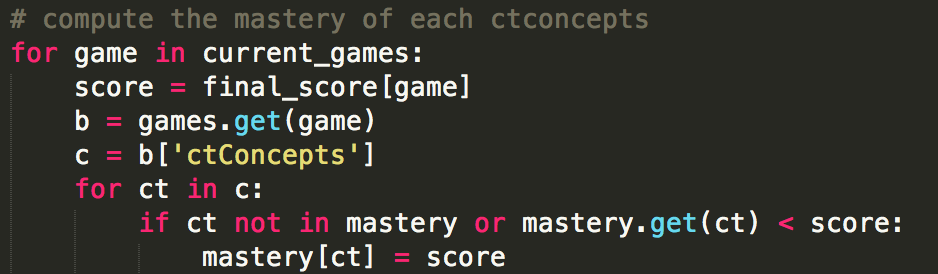 # compute the mastery of each ctconcepts
for game in current_games:
    score = final_score[game]
    b = games.get(game)
    c = b['ctConcepts']
    for ct in c:
        if ct not in mastery or mastery.get(ct) < score:
            mastery[ct] = score